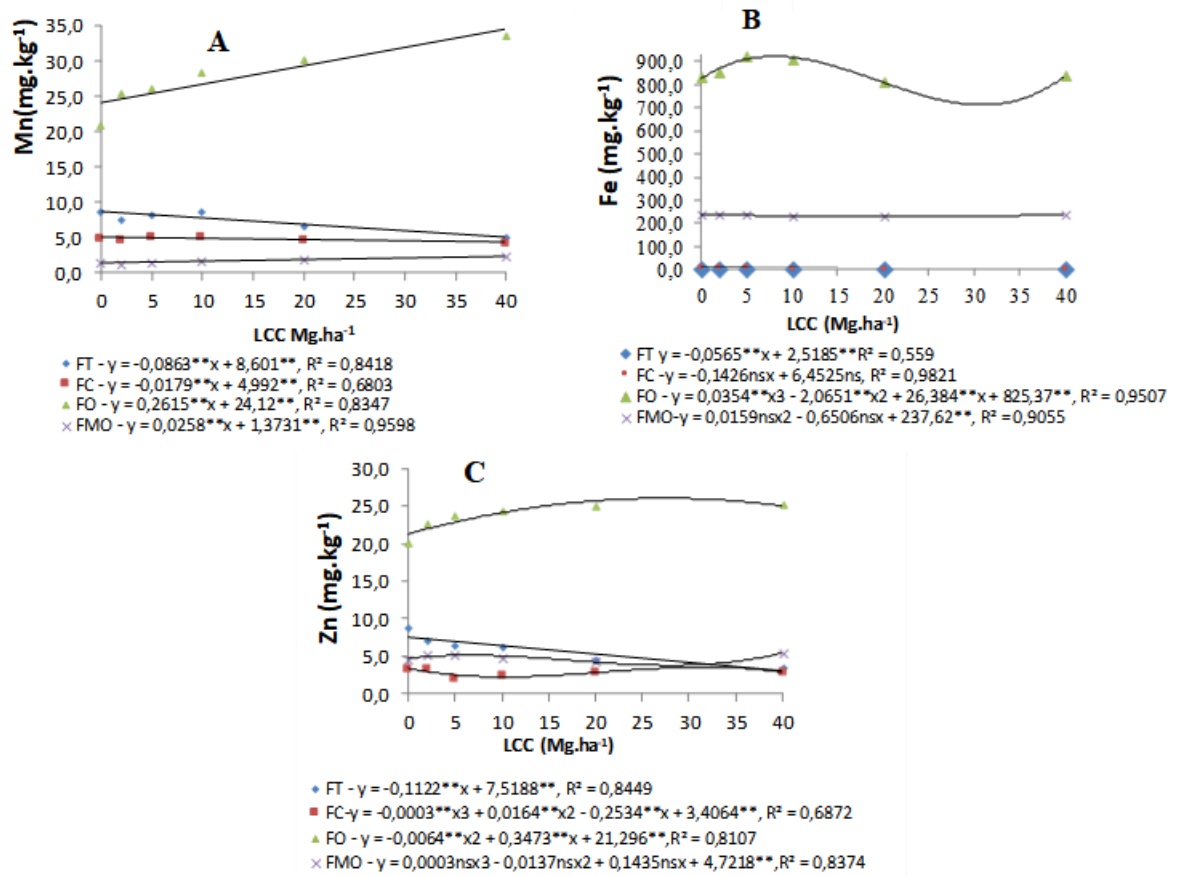 A
Mn(mg.kg-1)
35,0
30,0
25,0
20,0
15,0
10,0
5,0
0,0
0 5 10 15 20 25 30 35 40
LCC Mg.ha-1
FT - y = -0,0863**x + 8,601**, R² = 0,8418
FC - y = -0,0179**x + 4,992**, R² = 0,6803
FO - y = 0,2615**x + 24,12**, R² = 0,8347
FMO - y = 0,0258**x + 1,3731**, R² = 0,9598
B
Fe (mg.kg-1)
900,0
800,0
700,0
600,0
500,0
400,0
300,0
200,0
100,0
0,0
0 5 10 15 20 25 30 35 40
LCC (Mg.ha-1)
FT y = -0,0565**x + 2,5185** R² = 0,559
FC - y = -0,1426nsx + 6,4525ns, R² = 0,9821
FO - y = 0,0354**x3 - 2,0651**x2 + 26,384**x + 825,37**, R² = 0,9507
FMO-y = 0,0159nsx2 - 0,6506nsx + 237,62**, R² = 0,9055
C
Zn (mg.kg-1)
30,0
25,0
20,0
15,0
10,0
5,0
0,0
0 5 10 15 20 25 30 35 40
LCC (Mg.ha-1)
FT - y = -0,1122**x + 7,5188**, R² = 0,8449
FC-y = -0,0003**x3 + 0,0164**x2 - 0,2534**x + 3,4064**, R² = 0,6872
FO - y = -0,0064**x2 + 0,3473**x + 21,296**,R² = 0,8107
FMO - y = 0,0003nsx3 - 0,0137nsx2 + 0,1435nsx + 4,7218**,R² = 0,8374